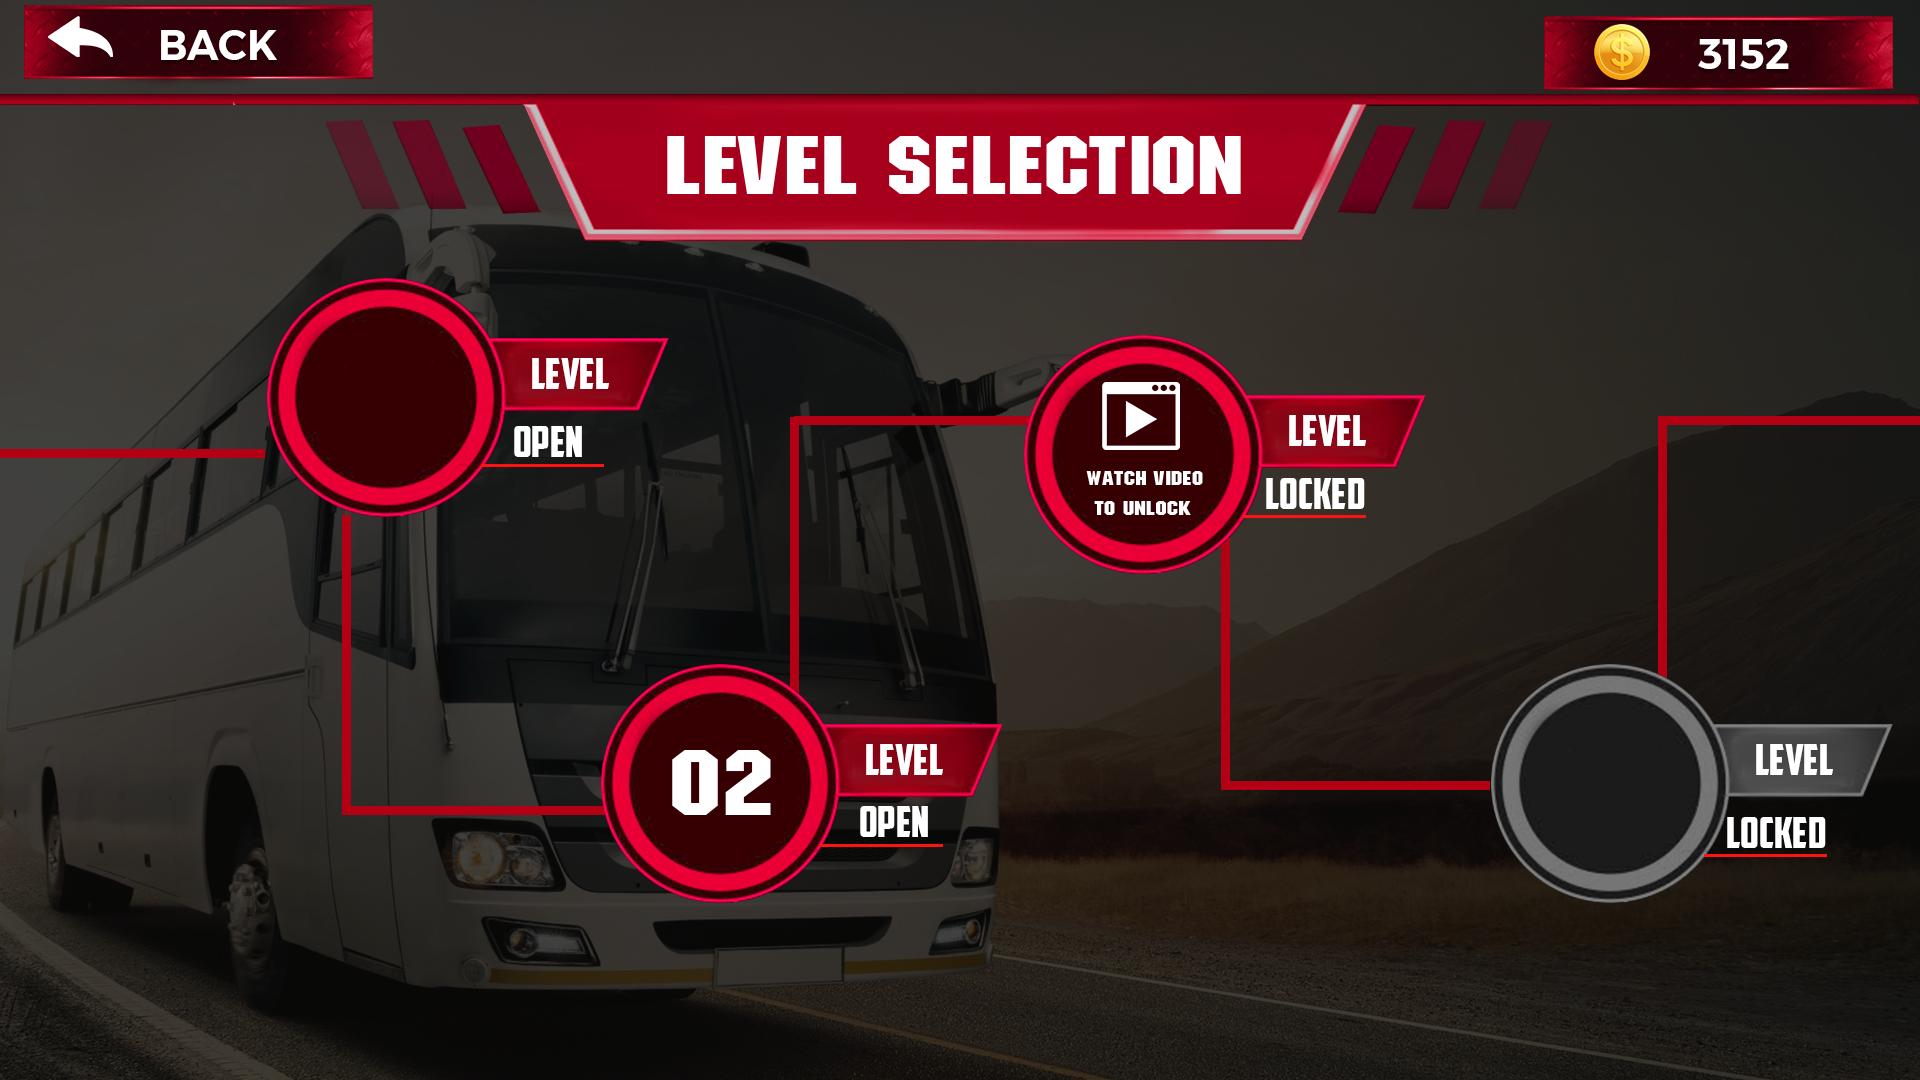 BACK
3152
LEVEL SELECTION
LEVEL
OPEN
WATCH VIDEO
TO UNLOCK
LEVEL
LOCKED
02
LEVEL
OPEN
LEVEL
LOCKED